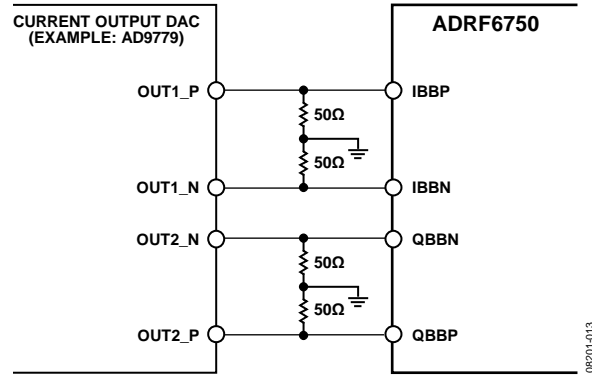 CURRENT OUTPUT DAC
(EXAMPLE: AD9779)
ADRF6750
OUT1_P
IBBP
50Ω
50Ω
OUT1_N
IBBN
OUT2_N
QBBN
50Ω
50Ω
OUT2_P
QBBP
08201-013